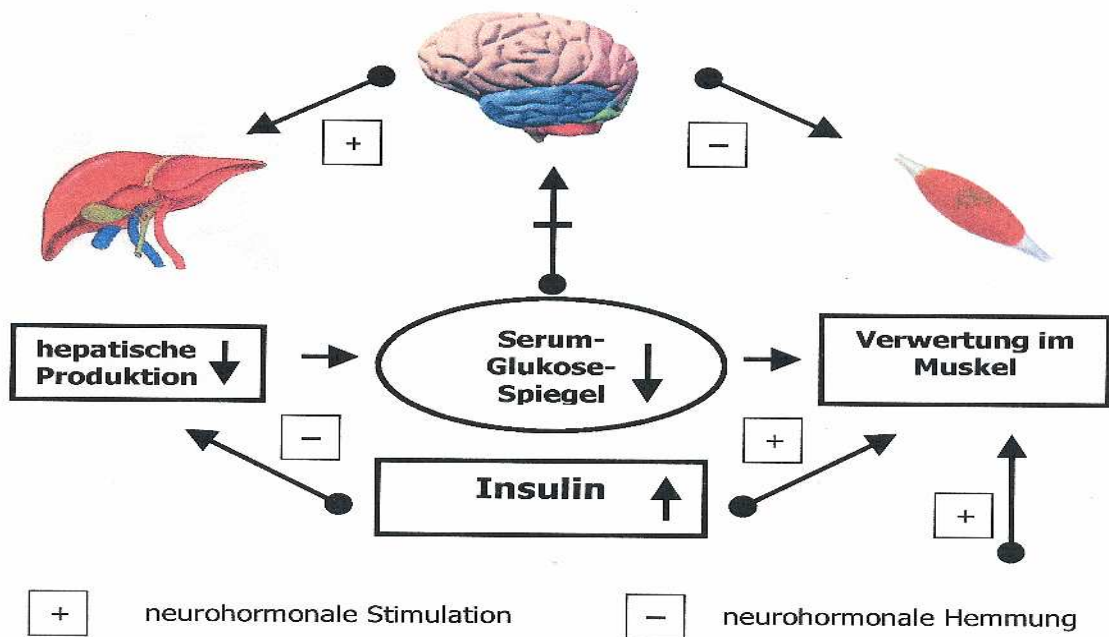 +
−
hepatische
Produktion
Serum-
Glukose-
Spiegel
Verwertung im
Muskel
−
+
Insulin
+
+ neurohormonale Stimulation
− neurohormonale Hemmung